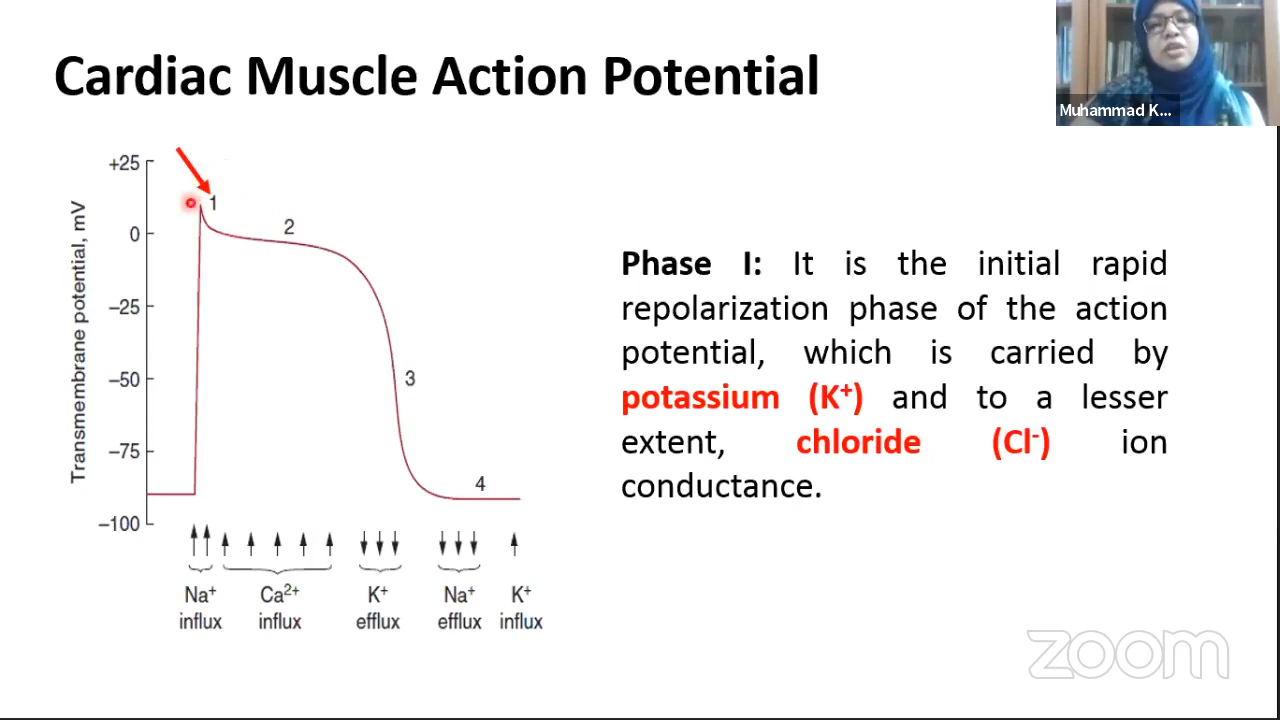 Cardiac Muscle Action Potential
Muhammad K...
+25
0
−25
−50
−75
−100
Transmembrane potential, mV
1
2
3
4
Na+ Ca2+ K+ Na+ K+
influx influx efflux efflux influx
Phase I: It is the initial rapid
repolarization phase of the action
potential, which is carried by
potassium (K+) and to a lesser
extent, chloride (Cl-) ion
conductance.
zoom